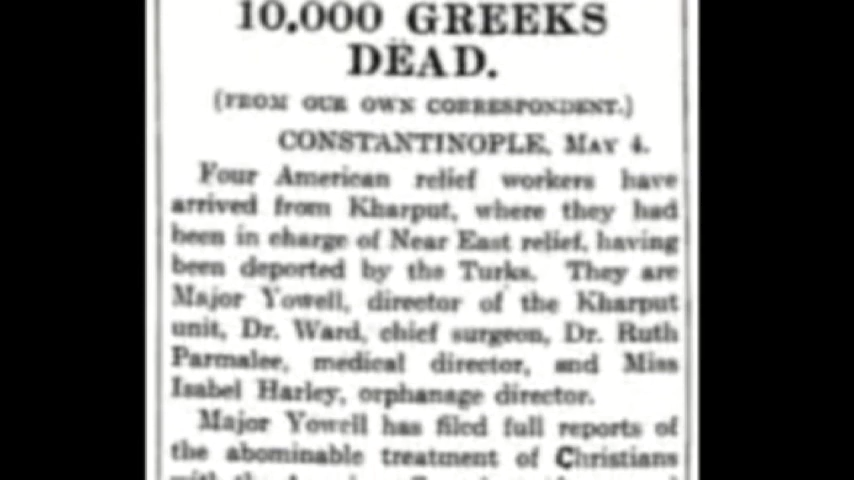 10,000 GREEKS
DEAD.
(FROM OUR OWN CORRESPONDENT.)
CONSTANTINOPLE, MAY 4.
Four American relief workers have
arrived from Kharput, where they had
been in charge of Near East relief, having
been deported by the Turks. They are
Major Yowell, director of the Kharput
unit, Dr. Ward, chief surgeon, Dr. Ruth
Parmalee, medical director, and Miss
Isabel Harley, orphanage director.
Major Yowell has filed full reports of
the abominable treatment of Christians
with the